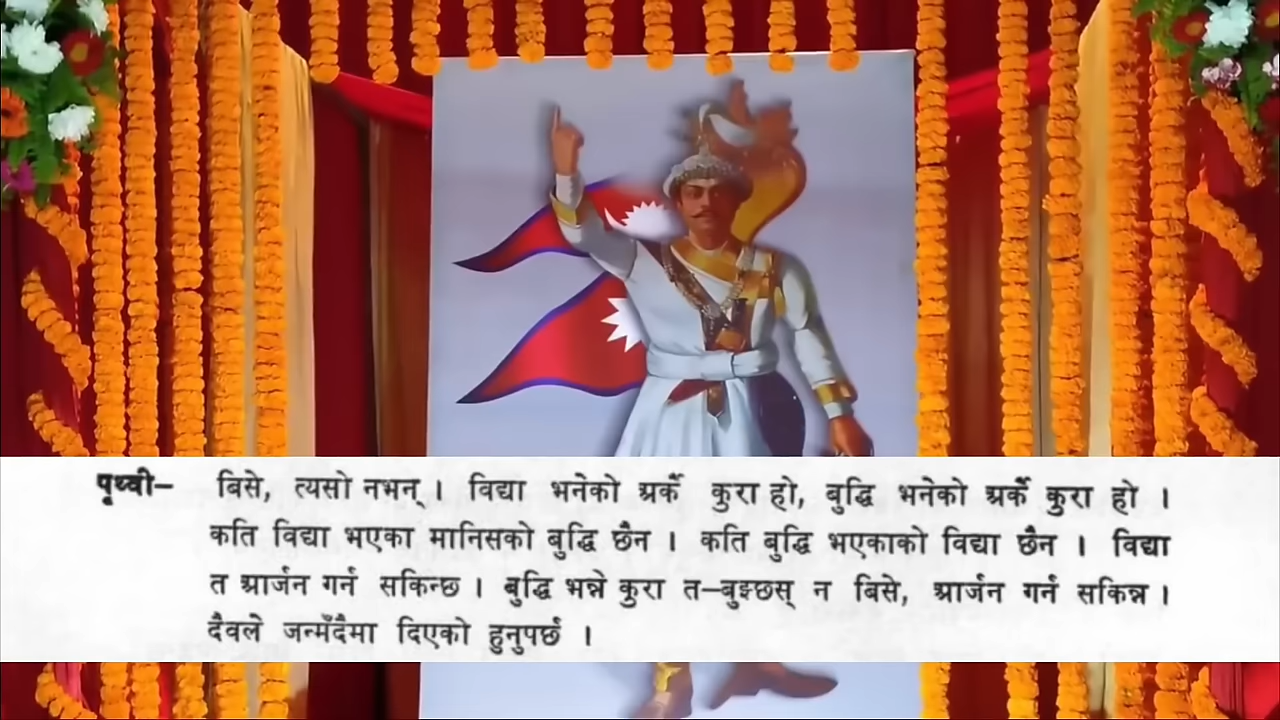 पृथ्वी— बिसे, त्यसो नभन् । विद्या भनेको अर्कै कुरा हो, बुद्धि भनेको अर्कै कुरा हो ।
कति विद्या भएका मानिसको बुद्धि छैन । कति बुद्धि भएकाको विद्या छैन । विद्या
त आर्जन गर्न सकिन्छ । बुद्धि भन्ने कुरा त—बुझ्छस् न बिसे, आर्जन गर्न सकिन्न ।
दैवले जन्मँदैमा दिएको हुनुपर्छ ।